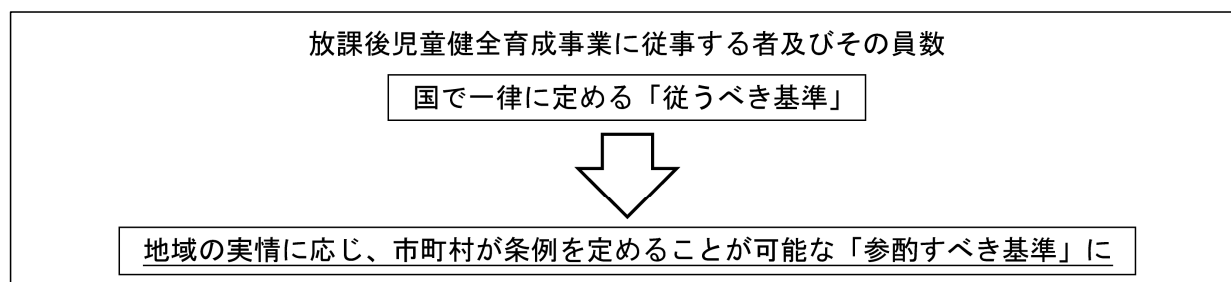 放課後児童健全育成事業に従事する者及びその員数
国で一律に定める「従うべき基準」
地域の実情に応じ、市町村が条例を定めることが可能な「参酌すべき基準」に